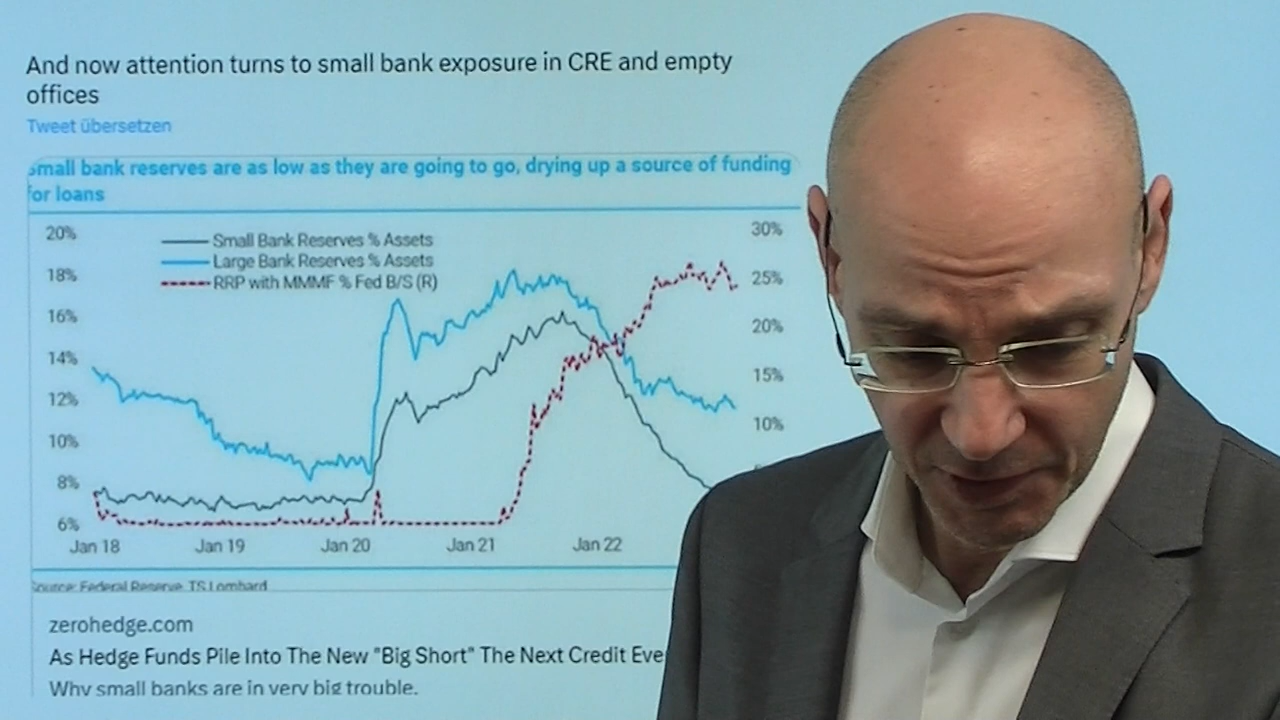 And now attention turns to small bank exposure in CRE and empty
offices
Tweet übersetzen
small bank reserves are as low as they are going to go, drying up a source of funding
for loans
20%
30%
Small Bank Reserves % Assets
Large Bank Reserves % Assets
RRP with MMMF % Fed B/S (R)
18%
25%
16%
20%
14%
15%
12%
10%
10%
8%
6%
Jan 18
Jan 19
Jan 20
Jan 21
Jan 22
Source: Federal Reserve, TS Lombard
zerohedge.com
As Hedge Funds Pile Into The New "Big Short" The Next Credit Eve
Why small banks are in very big trouble.